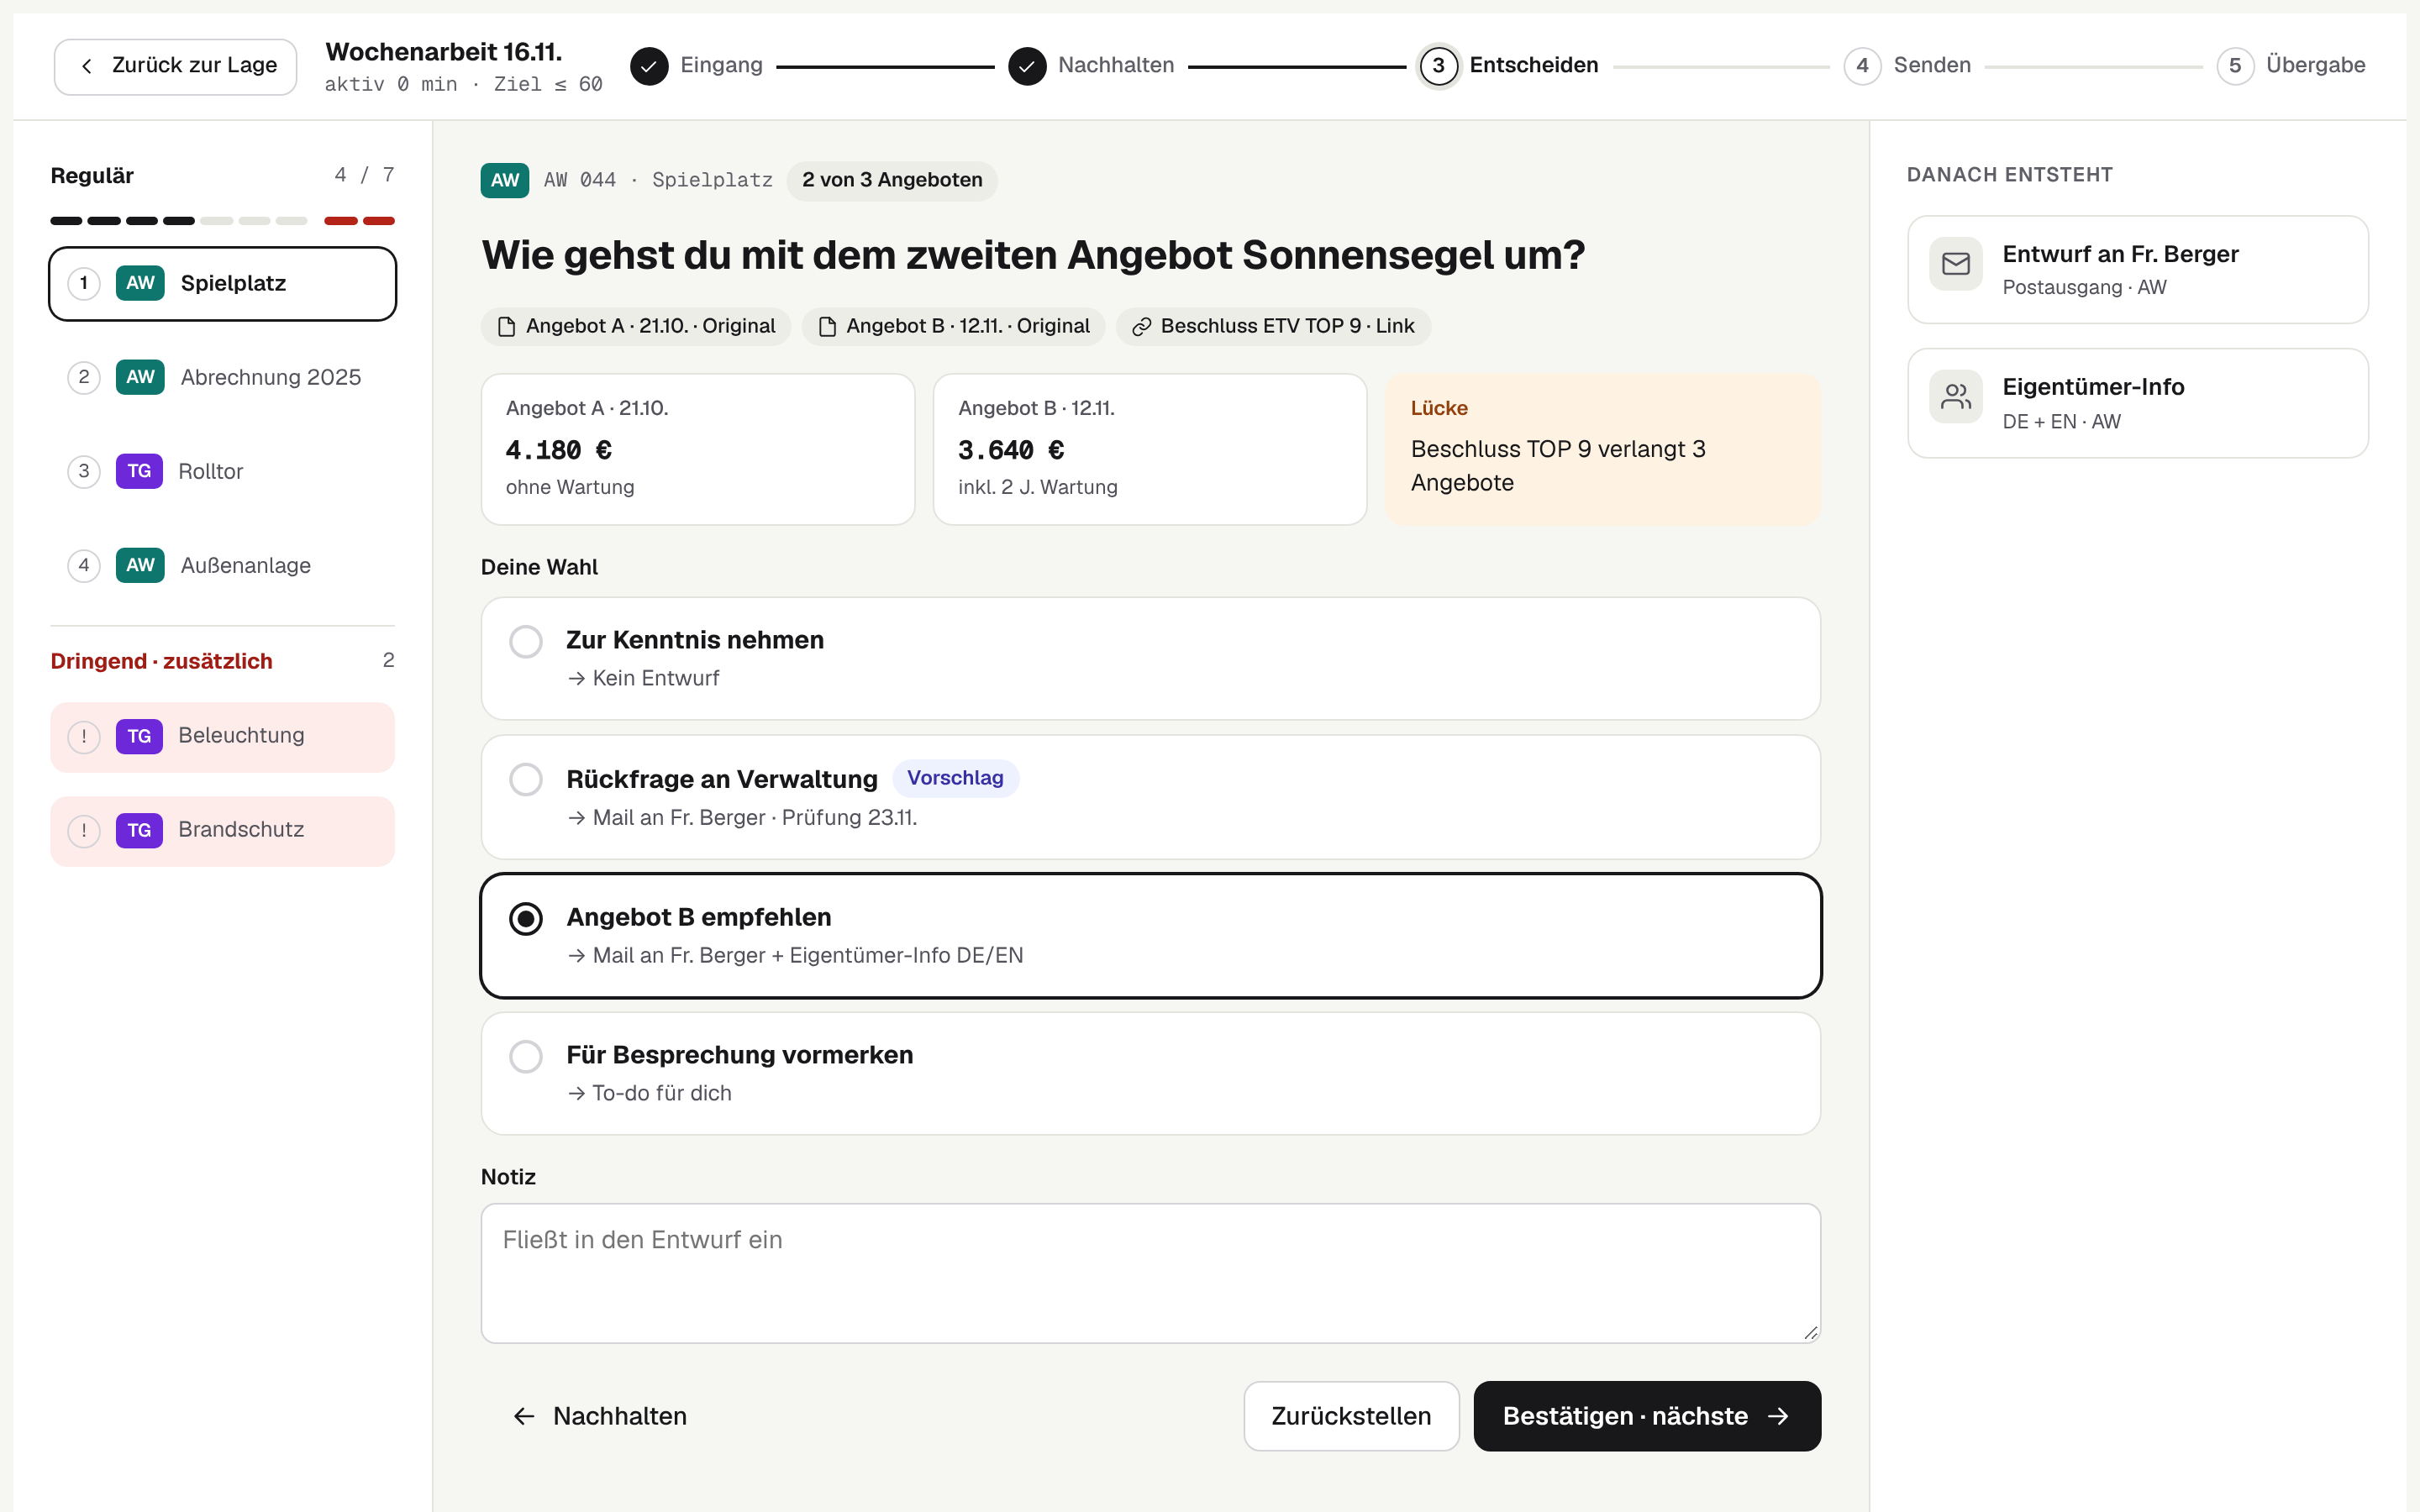 Zurück zur Lage
Wochenarbeit 16.11.
aktiv 0 min · Ziel ≤ 60
Eingang
Nachhalten
3 Entscheiden
4 Senden
5 Übergabe
Regulär 4 / 7
1 AW Spielplatz
2 AW Abrechnung 2025
3 TG Rolltor
4 AW Außenanlage
Dringend · zusätzlich 2
! TG Beleuchtung
! TG Brandschutz
AW AW 044 · Spielplatz 2 von 3 Angeboten
Wie gehst du mit dem zweiten Angebot Sonnensegel um?
Angebot A · 21.10. · Original
Angebot B · 12.11. · Original
Beschluss ETV TOP 9 · Link
Angebot A · 21.10.
4.180 €
ohne Wartung
Angebot B · 12.11.
3.640 €
inkl. 2 J. Wartung
Lücke
Beschluss TOP 9 verlangt 3
Angebote
Deine Wahl
Zur Kenntnis nehmen
→ Kein Entwurf
Rückfrage an Verwaltung Vorschlag
→ Mail an Fr. Berger · Prüfung 23.11.
Angebot B empfehlen
→ Mail an Fr. Berger + Eigentümer-Info DE/EN
Für Besprechung vormerken
→ To-do für dich
Notiz
Fließt in den Entwurf ein
← Nachhalten
Zurückstellen
Bestätigen · nächste →
DANACH ENTSTEHT
Entwurf an Fr. Berger
Postausgang · AW
Eigentümer-Info
DE + EN · AW